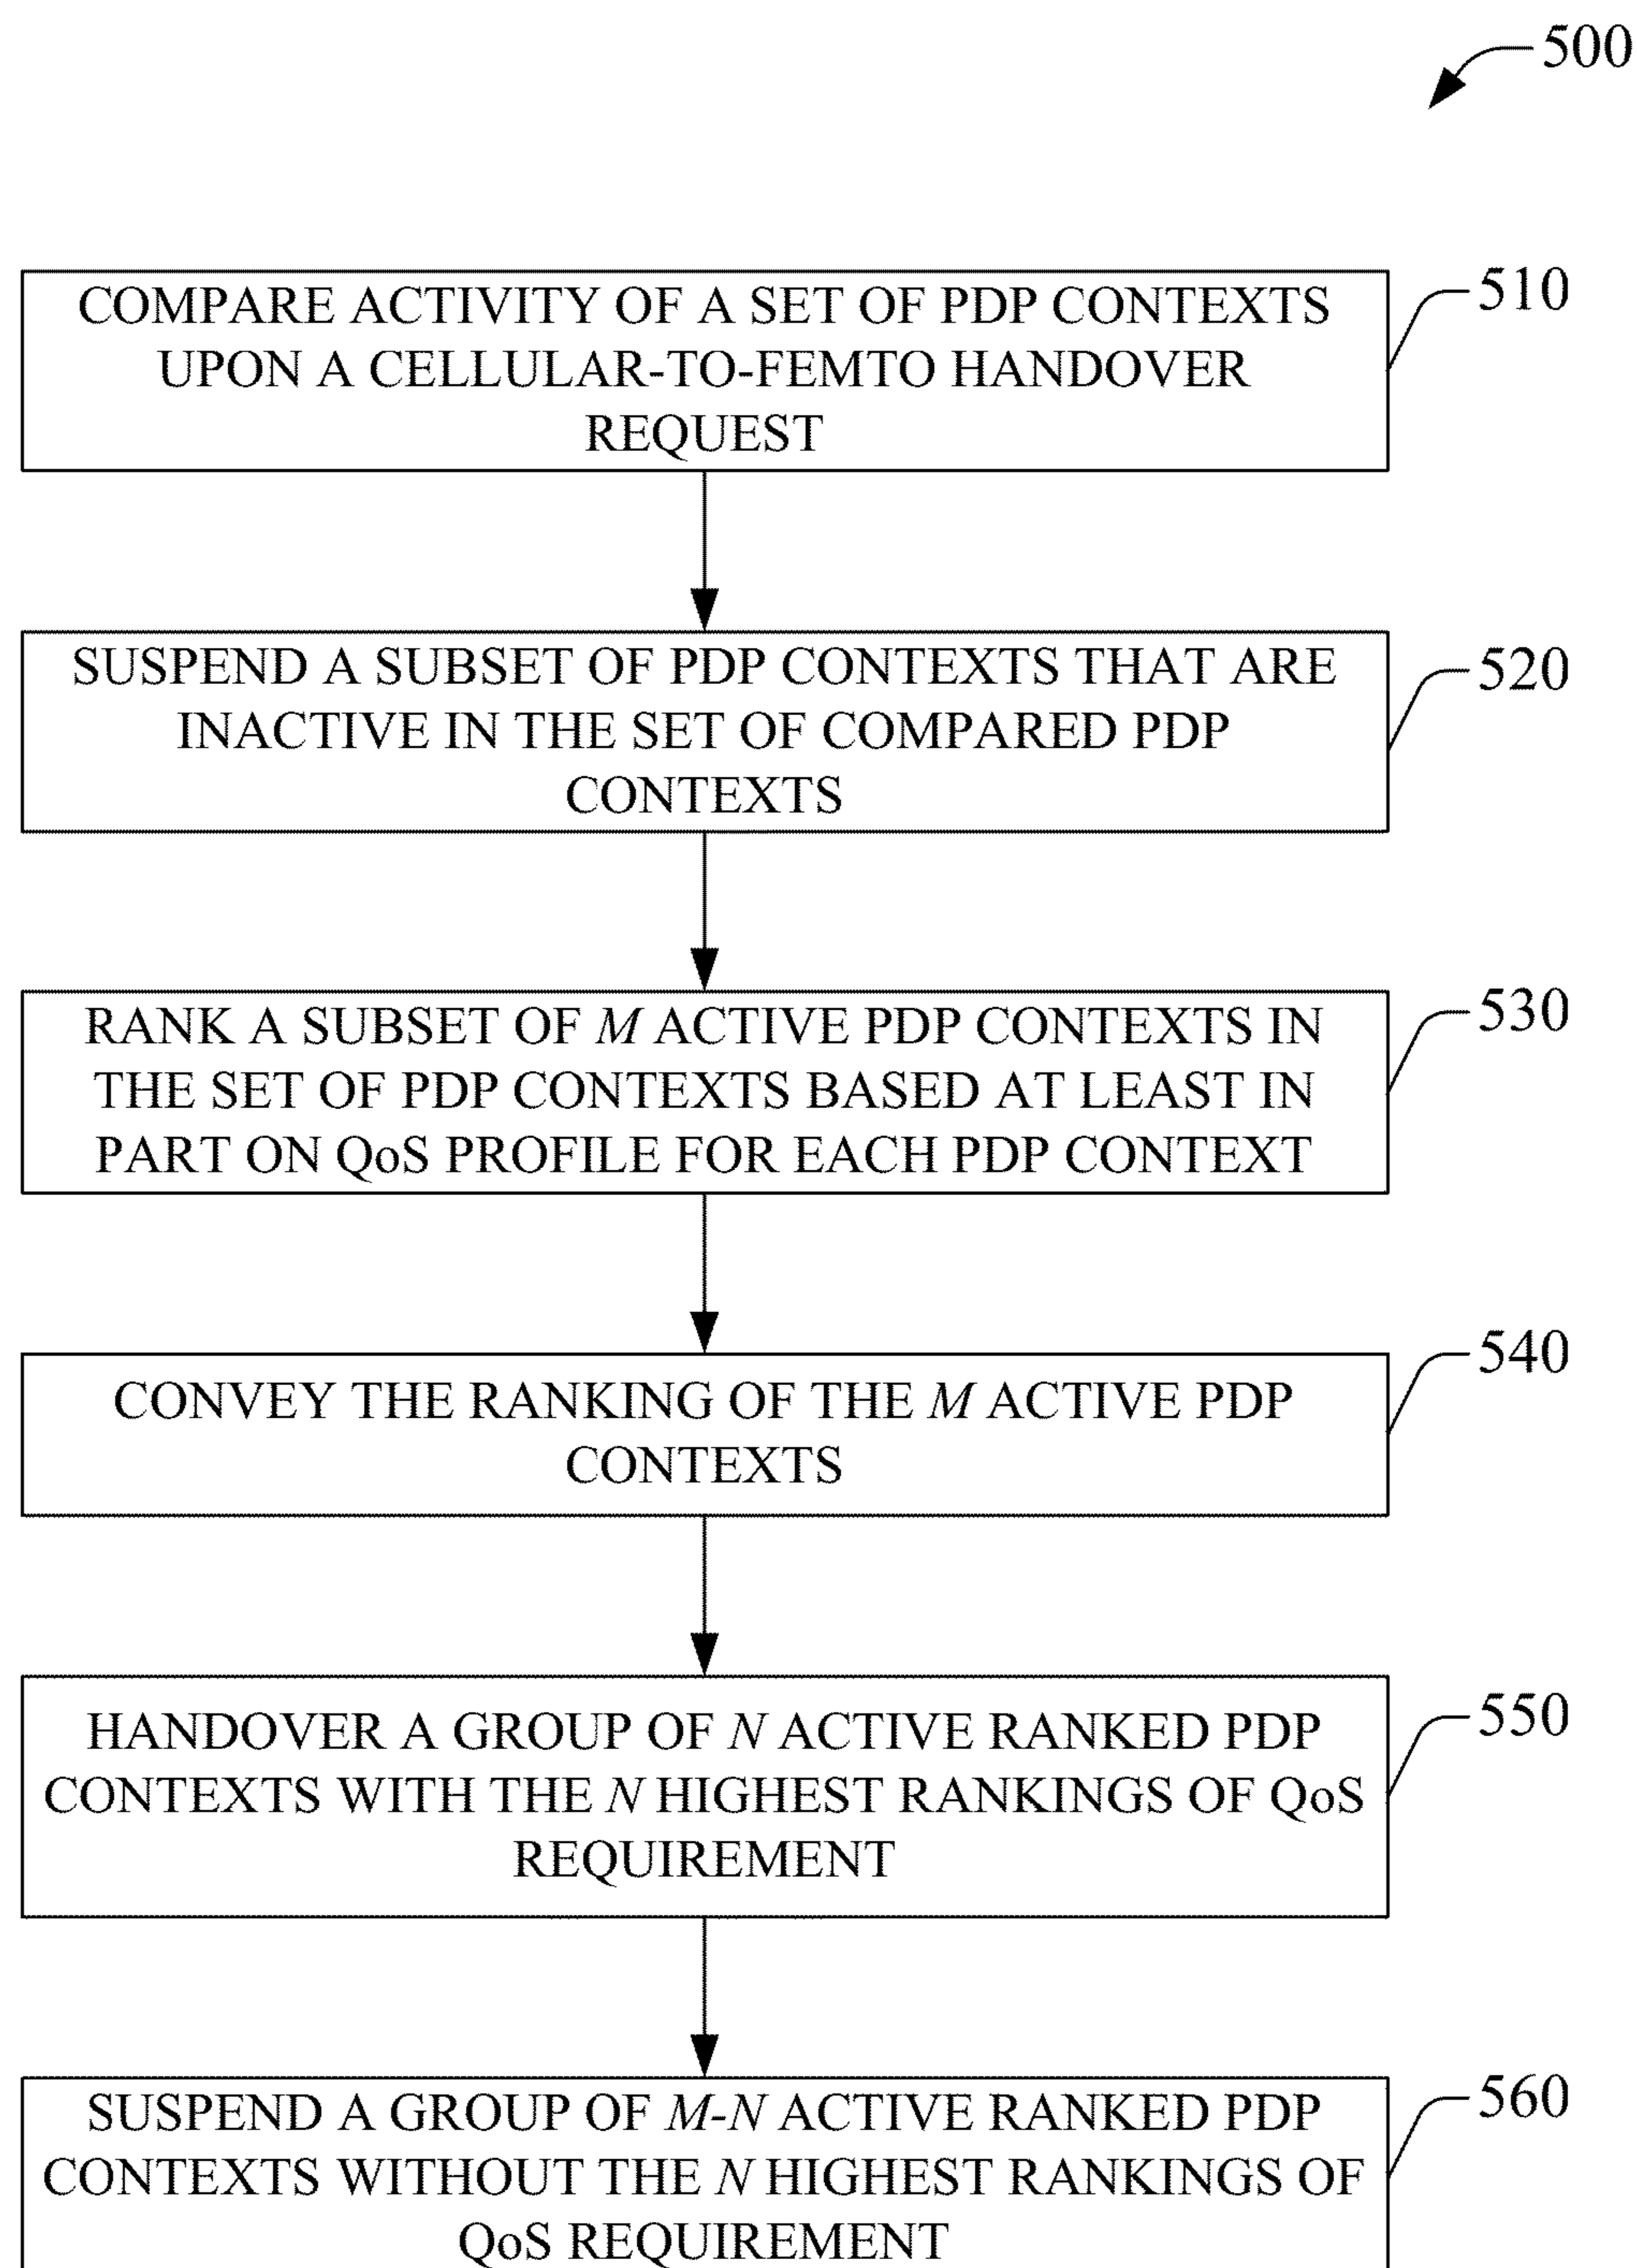 500
COMPARE ACTIVITY OF A SET OF PDP CONTEXTS
UPON A CELLULAR-TO-FEMTO HANDOVER
REQUEST
510
SUSPEND A SUBSET OF PDP CONTEXTS THAT ARE
INACTIVE IN THE SET OF COMPARED PDP
CONTEXTS
520
RANK A SUBSET OF M ACTIVE PDP CONTEXTS IN
THE SET OF PDP CONTEXTS BASED AT LEAST IN
PART ON QoS PROFILE FOR EACH PDP CONTEXT
530
CONVEY THE RANKING OF THE M ACTIVE PDP
CONTEXTS
540
HANDOVER A GROUP OF N ACTIVE RANKED PDP
CONTEXTS WITH THE N HIGHEST RANKINGS OF QoS
REQUIREMENT
550
SUSPEND A GROUP OF M-N ACTIVE RANKED PDP
CONTEXTS WITHOUT THE N HIGHEST RANKINGS OF
QoS REQUIREMENT
560